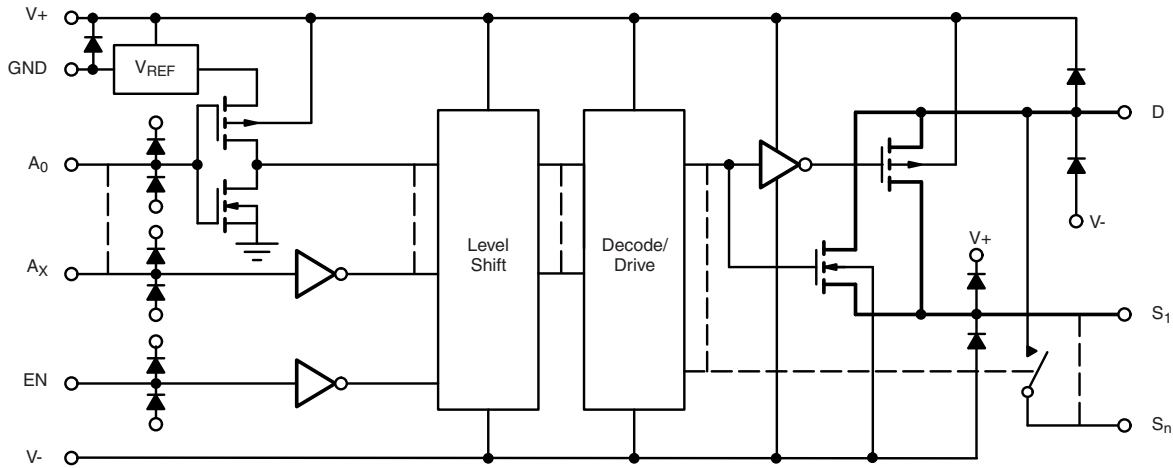 V+
GND
VREF
A0
AX
EN
V-
Level
Shift
Decode/
Drive
D
V-
V+
S1
Sn